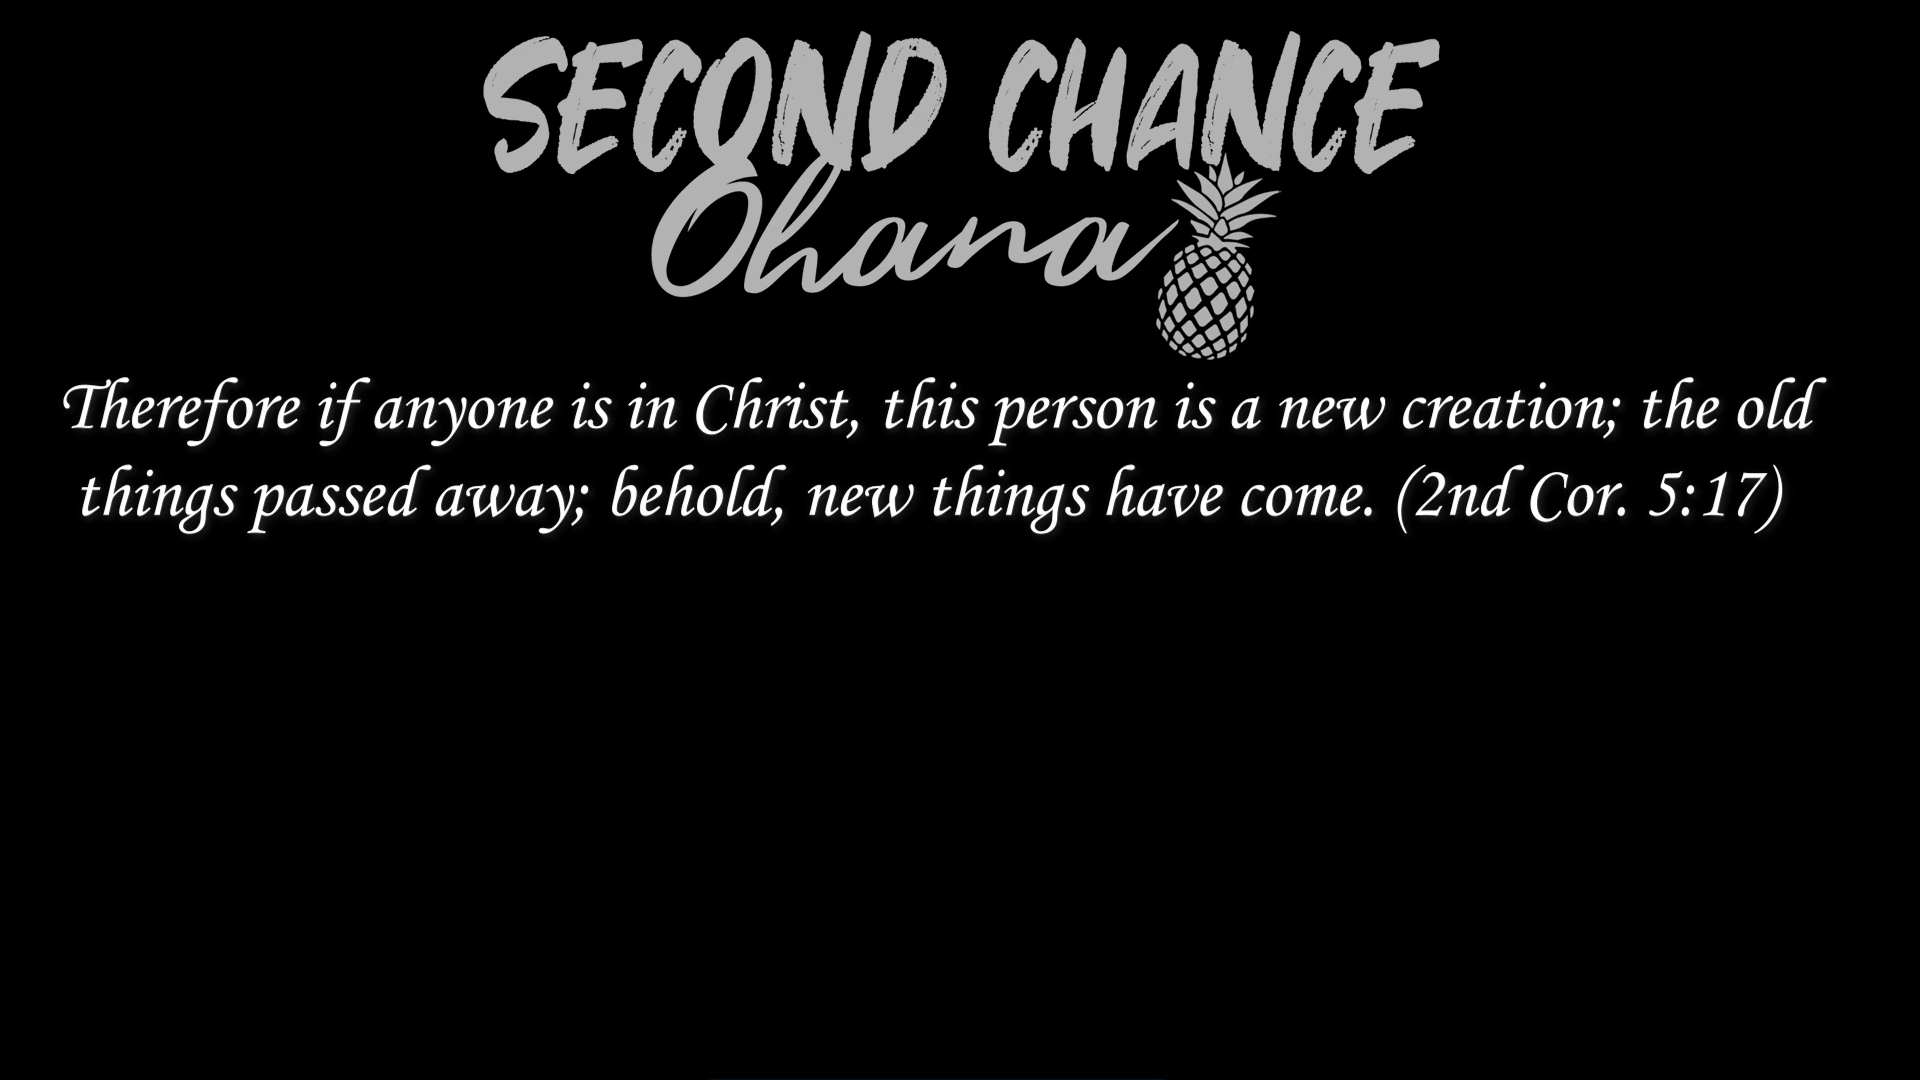 SECOND CHANCE
Ohana
Therefore if anyone is in Christ, this person is a new creation; the old
things passed away; behold, new things have come. (2nd Cor. 5:17)